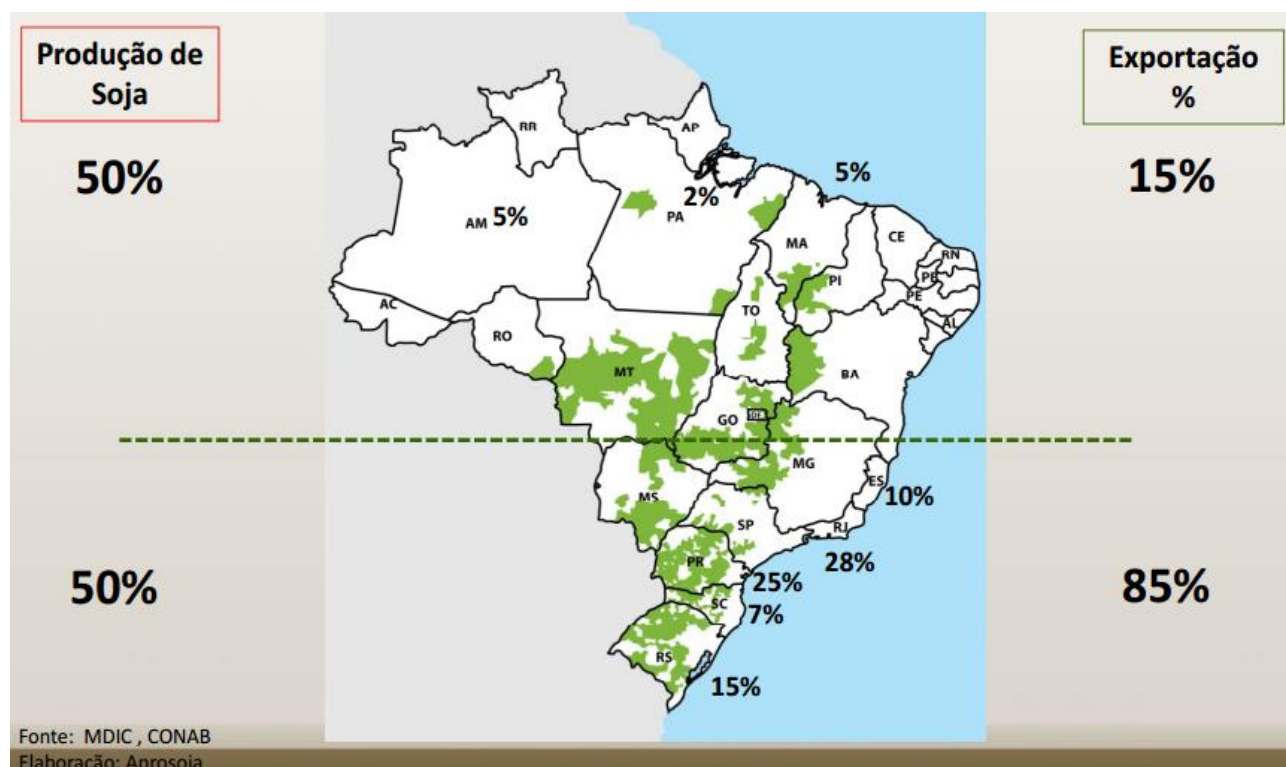 Produção de
Soja
Exportação
%
50%
15%
RR
AP
5%
2%
AM 5%
PA
MA
CE
RN
PB
PI
PE
AC
TO
AL
RO
MT
BA
GO
DF
MG
MS
ES
10%
SP
RJ
28%
PR
25%
50%
85%
SC
7%
RS
15%
Fonte: MDIC , CONAB
Elaboração: Aprosoja